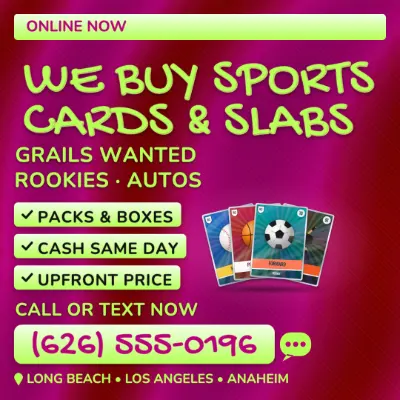 ONLINE NOW
WE BUY SPORTS
CARDS & SLABS
GRAILS WANTED
ROOKIES · AUTOS
PACKS & BOXES
CASH SAME DAY
UPFRONT PRICE
CALL OR TEXT NOW
(626) 555-0196
LONG BEACH • LOS ANGELES • ANAHEIM